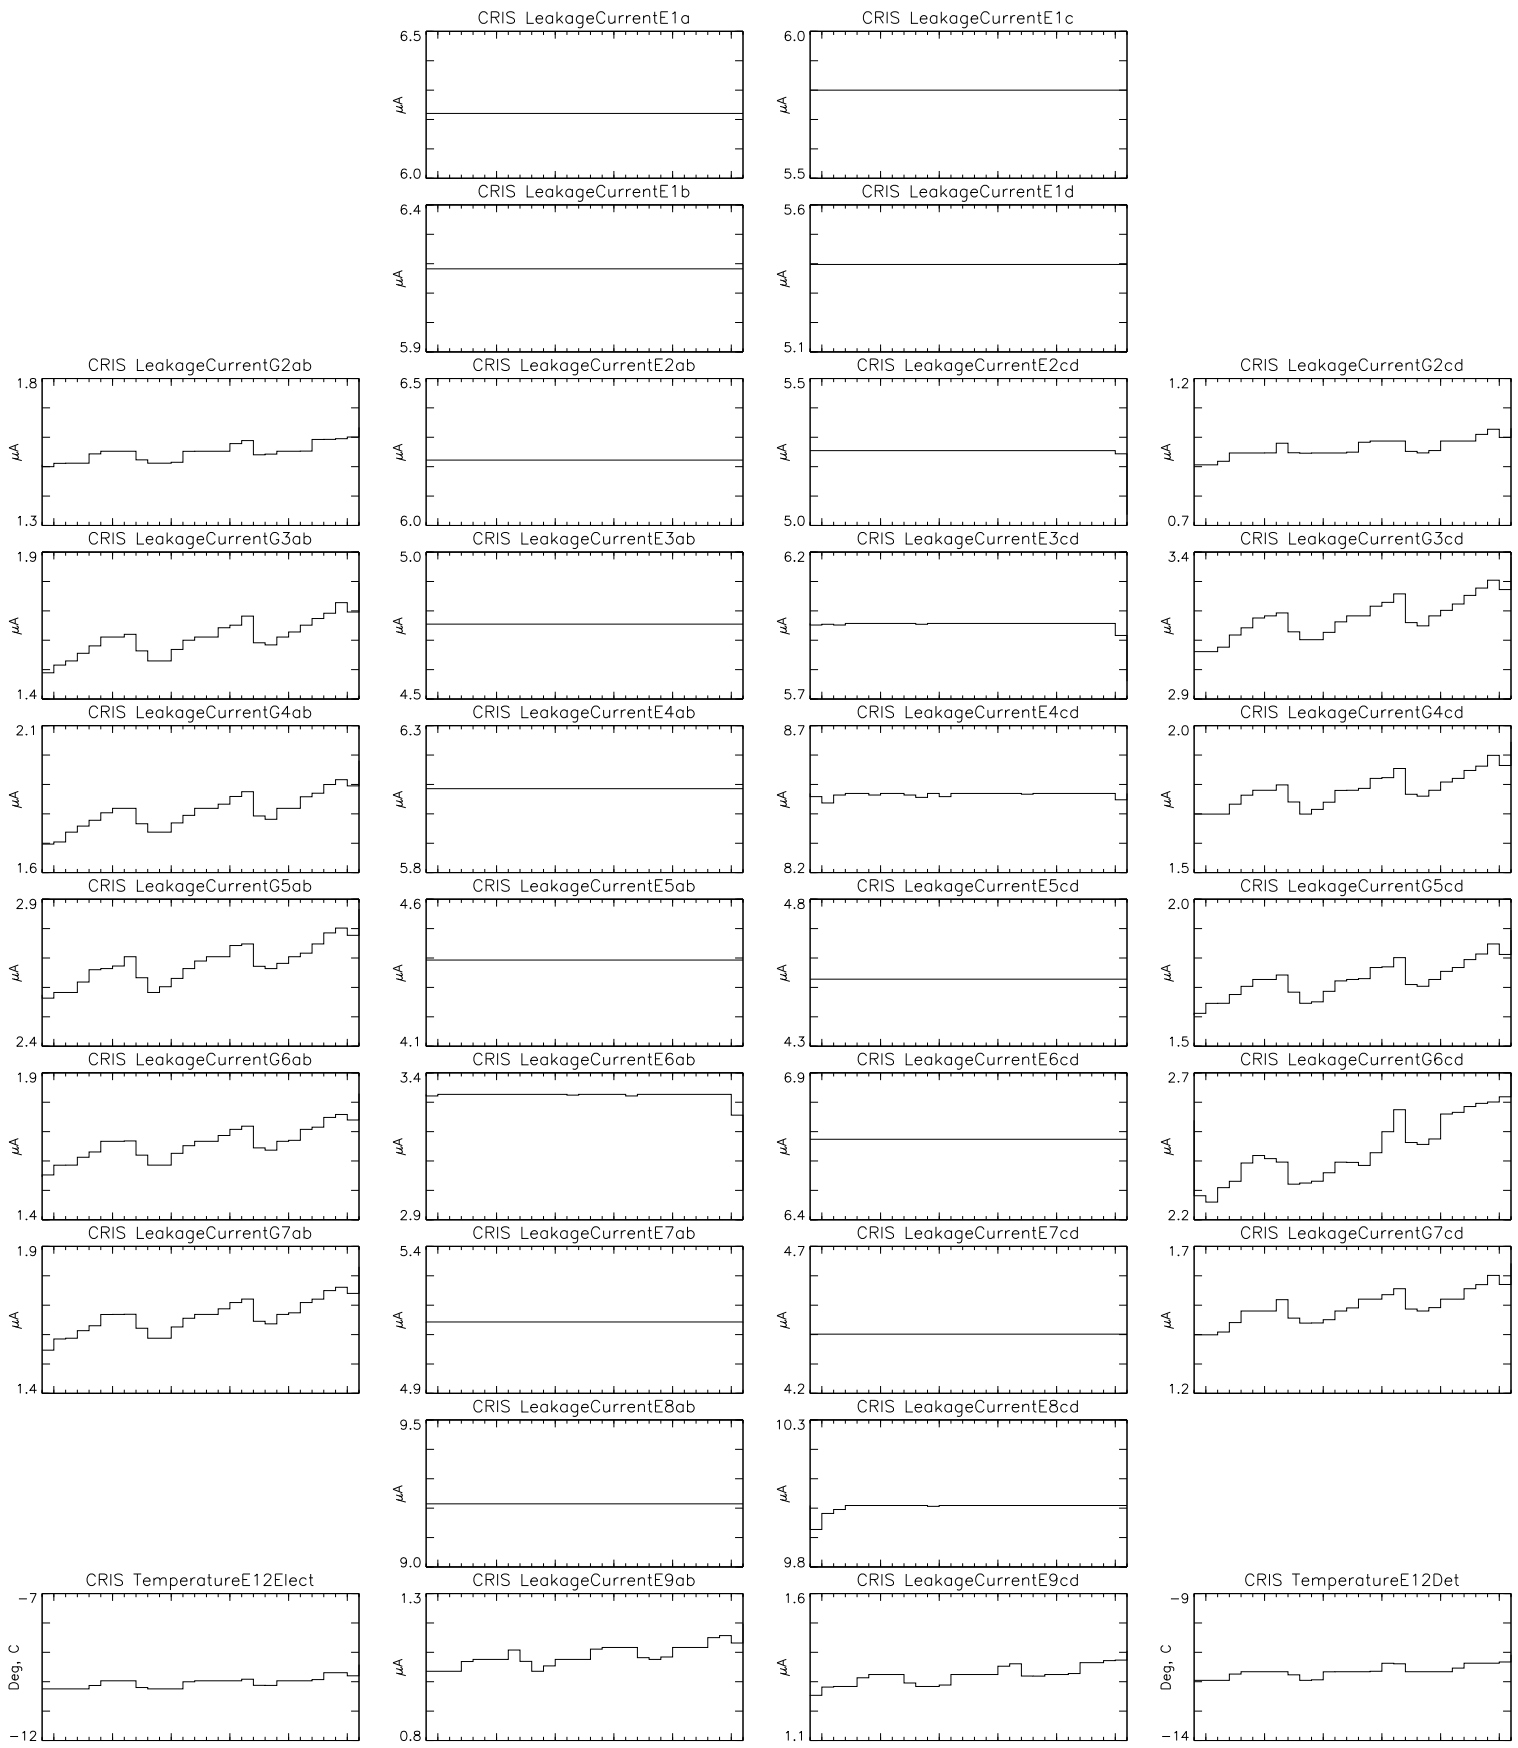 CRIS LeakageCurrentE1a CRIS LeakageCurrentE1c
6.5 6.0
μA μA
6.0 5.5
CRIS LeakageCurrentE1b CRIS LeakageCurrentE1d
6.4 5.6
μA μA
5.9 5.1
CRIS LeakageCurrentG2ab CRIS LeakageCurrentE2ab CRIS LeakageCurrentE2cd CRIS LeakageCurrentG2cd
1.8 6.5 5.5 1.2
μA μA μA μA
1.3 6.0 5.0 0.7
CRIS LeakageCurrentG3ab CRIS LeakageCurrentE3ab CRIS LeakageCurrentE3cd CRIS LeakageCurrentG3cd
1.9 5.0 6.2 3.4
μA μA μA μA
1.4 4.5 5.7 2.9
CRIS LeakageCurrentG4ab CRIS LeakageCurrentE4ab CRIS LeakageCurrentE4cd CRIS LeakageCurrentG4cd
2.1 6.3 8.7 2.0
μA μA μA μA
1.6 5.8 8.2 1.5
CRIS LeakageCurrentG5ab CRIS LeakageCurrentE5ab CRIS LeakageCurrentE5cd CRIS LeakageCurrentG5cd
2.9 4.6 4.8 2.0
μA μA μA μA
2.4 4.1 4.3 1.5
CRIS LeakageCurrentG6ab CRIS LeakageCurrentE6ab CRIS LeakageCurrentE6cd CRIS LeakageCurrentG6cd
1.9 3.4 6.9 2.7
μA μA μA μA
1.4 2.9 6.4 2.2
CRIS LeakageCurrentG7ab CRIS LeakageCurrentE7ab CRIS LeakageCurrentE7cd CRIS LeakageCurrentG7cd
1.9 5.4 4.7 1.7
μA μA μA μA
1.4 4.9 4.2 1.2
CRIS LeakageCurrentE8ab CRIS LeakageCurrentE8cd
9.5 10.3
μA μA
9.0 9.8
CRIS TemperatureE12Elect CRIS LeakageCurrentE9ab CRIS LeakageCurrentE9cd CRIS TemperatureE12Det
-7 1.3 1.6 -9
Deg, C μA μA Deg, C
-12 0.8 1.1 -14